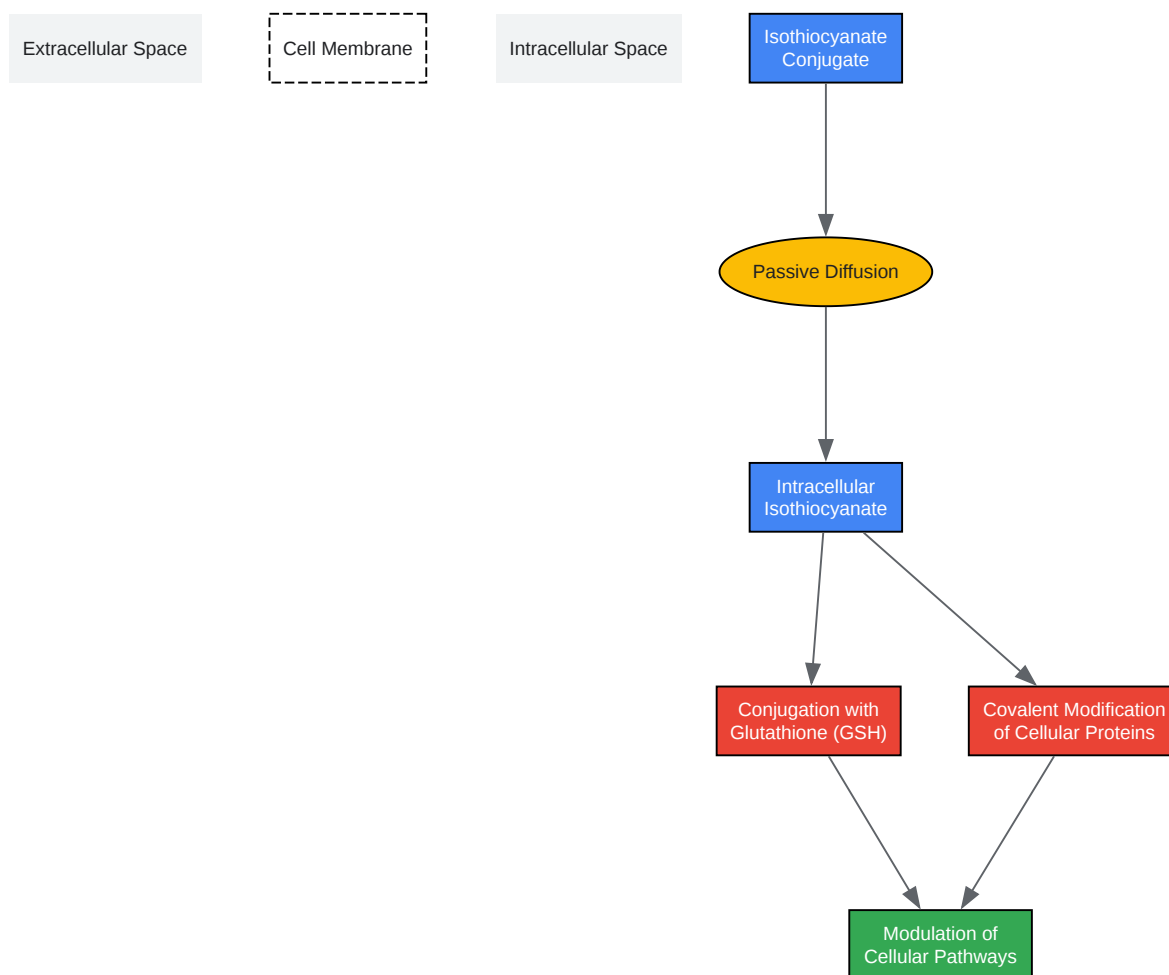 Extracellular Space
Cell Membrane
Intracellular Space
Isothiocyanate
Conjugate
Passive Diffusion
Intracellular
Isothiocyanate
Conjugation with
Glutathione (GSH)
Covalent Modification
of Cellular Proteins
Modulation of
Cellular Pathways